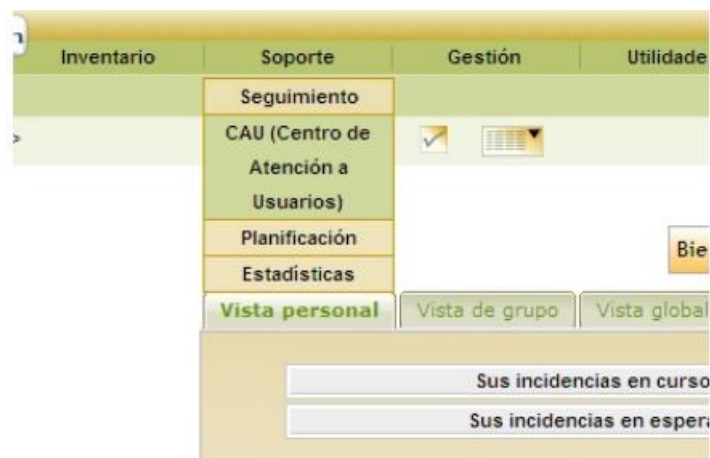 n
Inventario Soporte Gestión Utilidade
Seguimiento
>
CAU (Centro de
Atención a
Usuarios)
Planificación
Bie
Estadísticas
Vista personal Vista de grupo Vista global
Sus incidencias en curso
Sus incidencias en espera